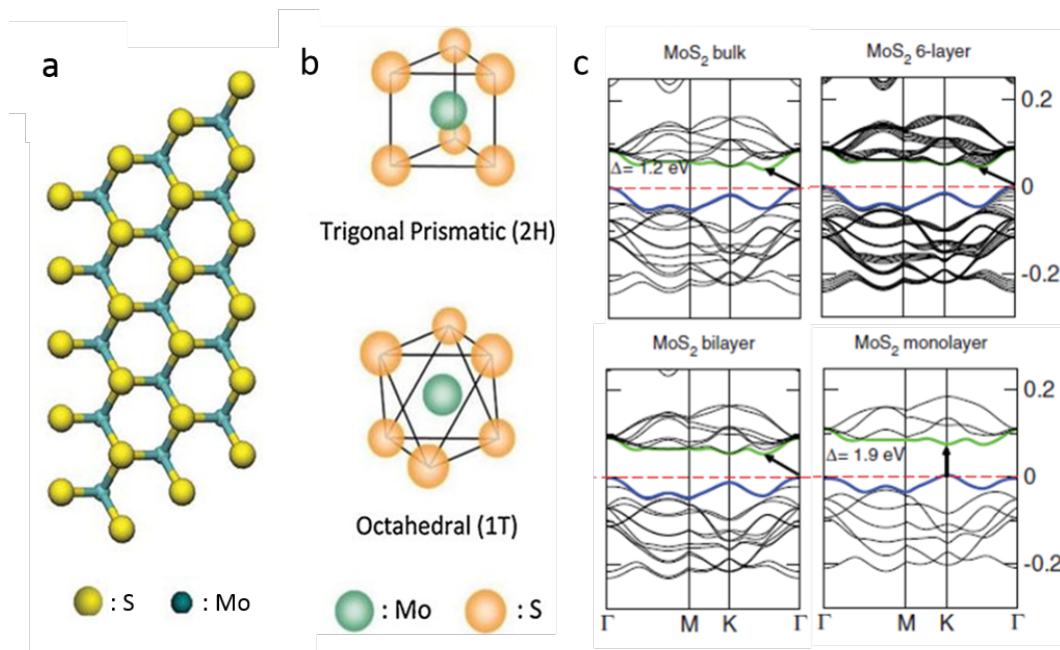 a
b
c
Trigonal Prismatic (2H)
Octahedral (1T)
: S
: Mo
: Mo
: S
MoS₂ bulk
MoS₂ 6-layer
Δ= 1.2 eV
0.2
0
-0.2
MoS₂ bilayer
MoS₂ monolayer
Δ= 1.9 eV
0.2
0
-0.2
Γ M K Γ
Γ M K Γ